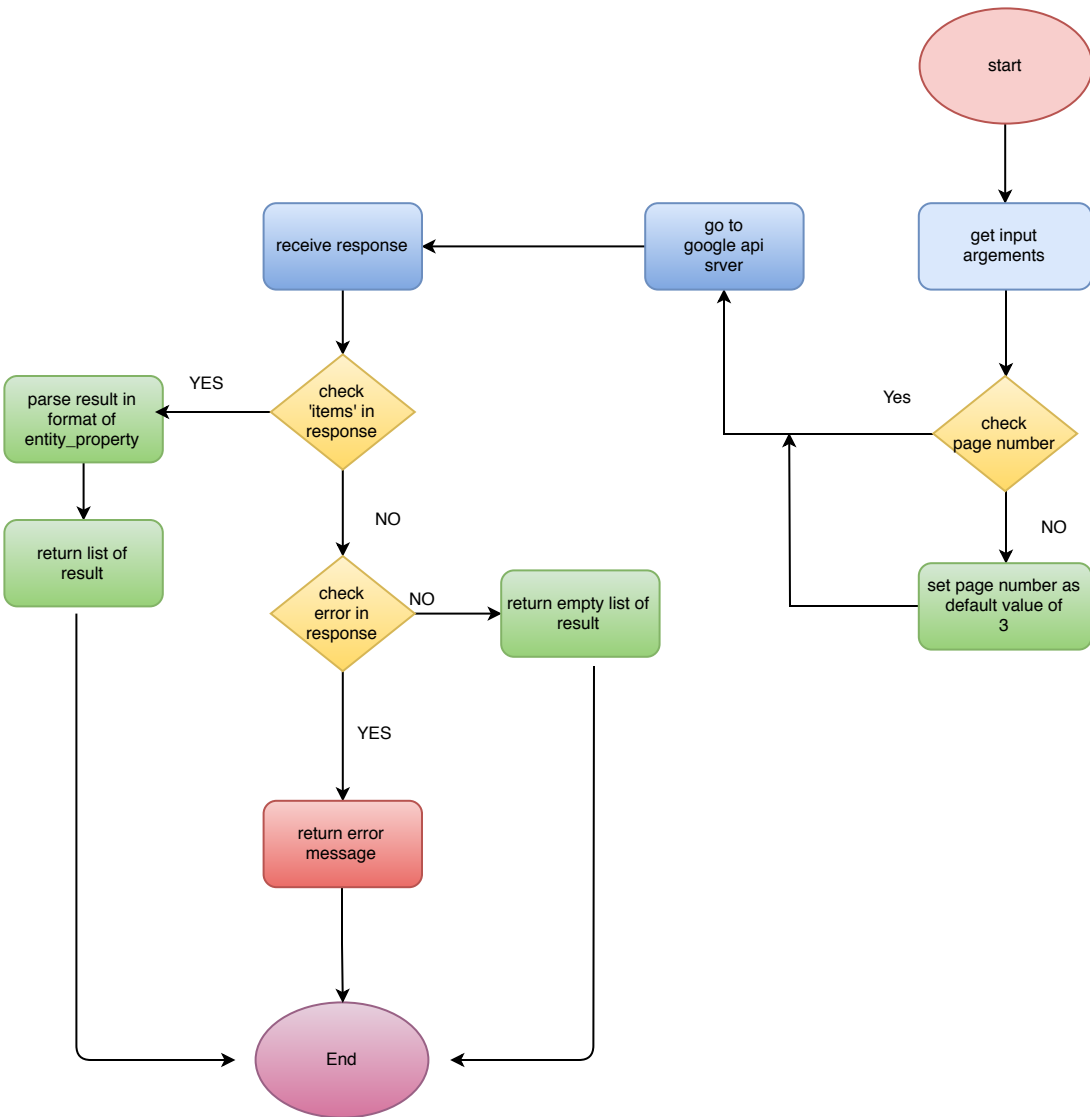 start
get input
argements
go to
google api
srver
receive response
check
page number
Yes
NO
set page number as
default value of
3
check
'items' in
response
YES
parse result in
format of
entity_property
return list of
result
NO
check
error in
response
NO
return empty list of
result
YES
return error
message
End